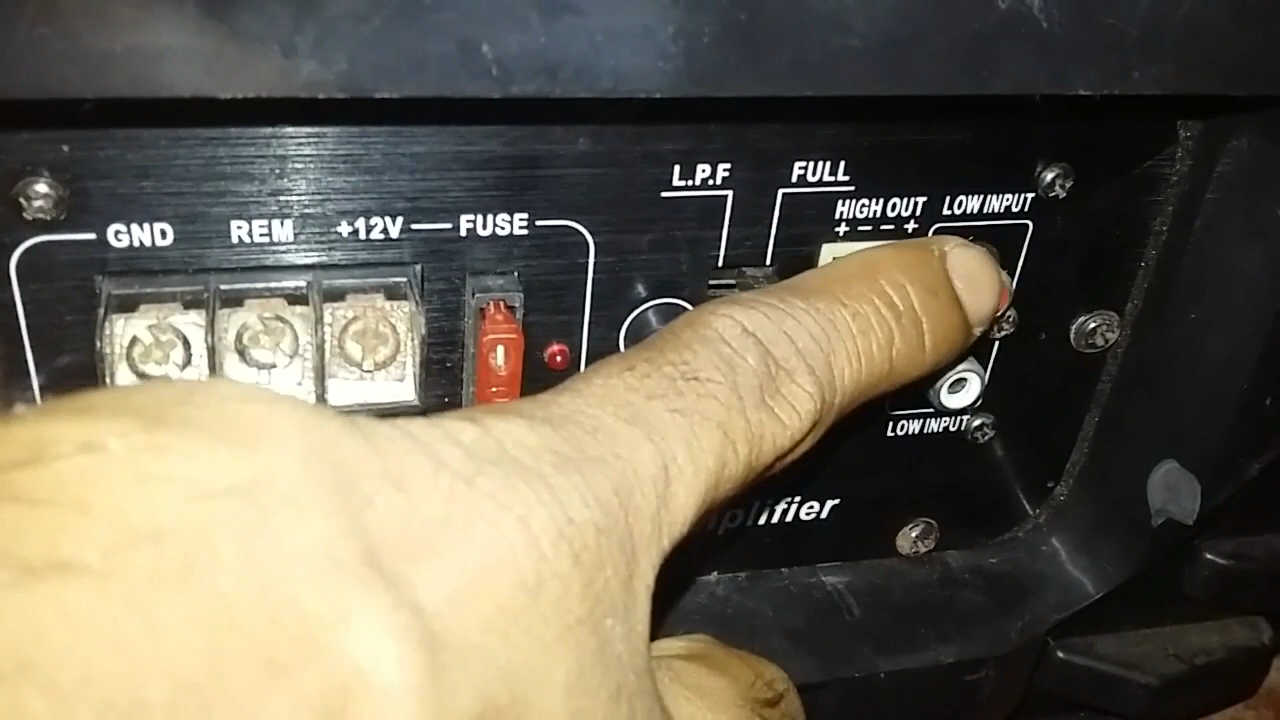 L.P.F
FULL
GND
REM
+12V
FUSE
HIGH OUT
+ − − +
LOW INPUT
LOW INPUT
plifier